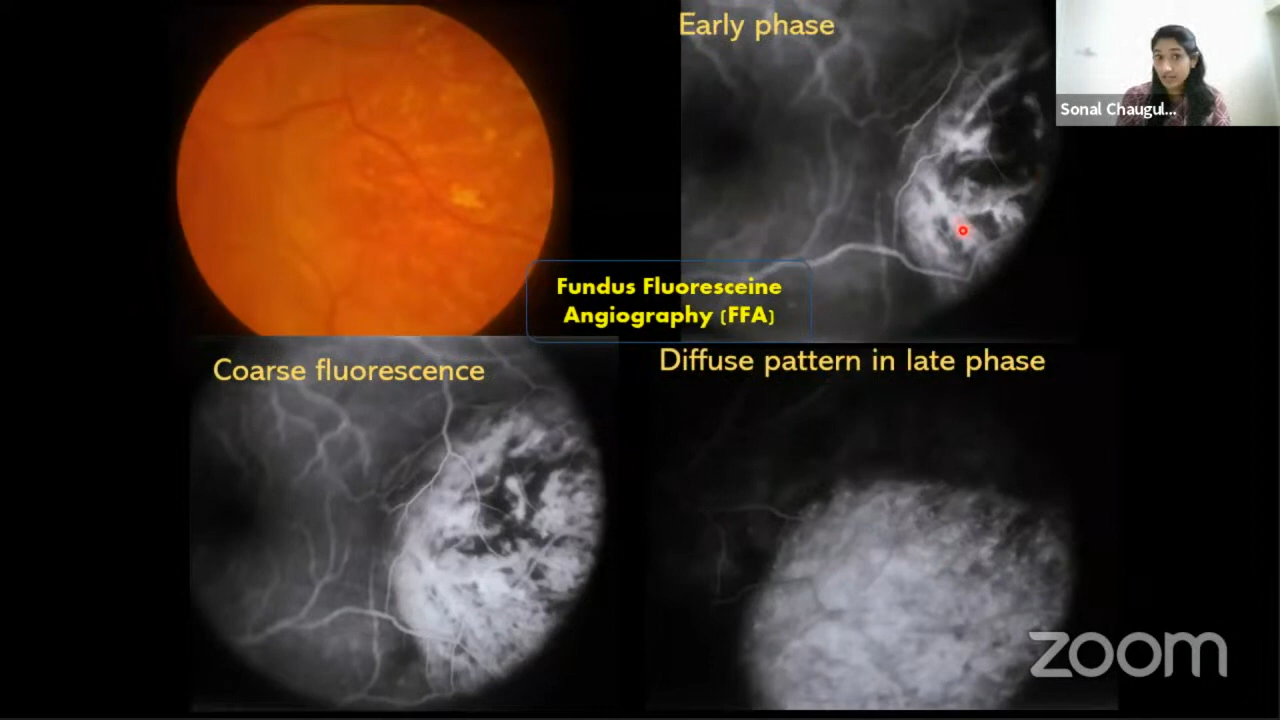 Early phase
Sonal Chaugul...
Fundus Fluoresceine
Angiography (FFA)
Coarse fluorescence
Diffuse pattern in late phase
zoom